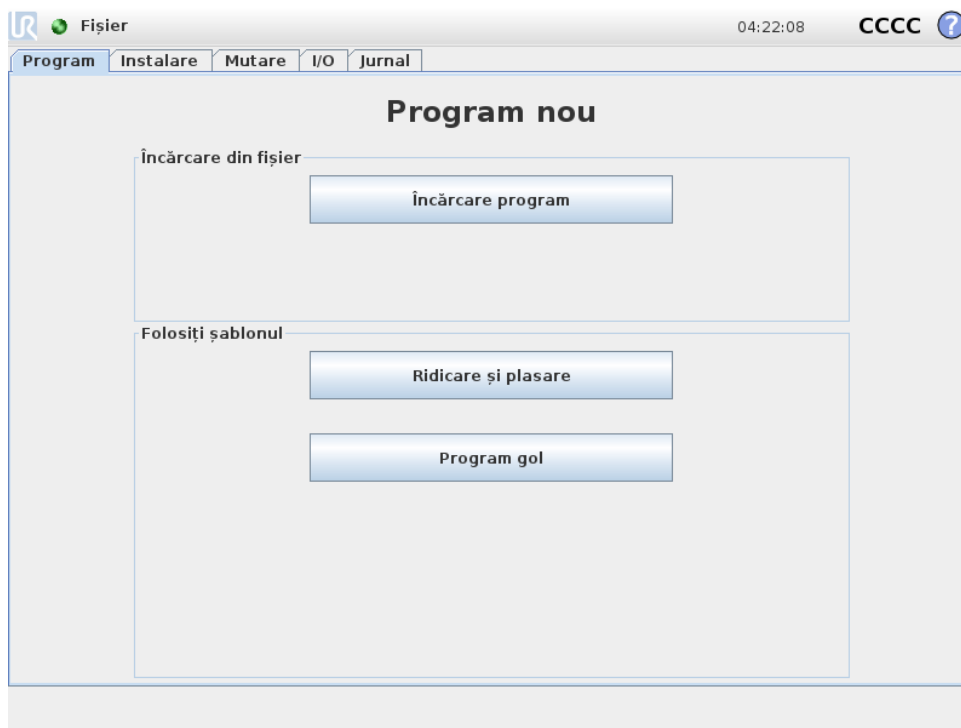 UR Fișier 04:22:08 CCCC ?
Program Instalare Mutare I/O Jurnal
Program nou
Încărcare din fișier
Încărcare program
Folosiți șablonul
Ridicare și plasare
Program gol